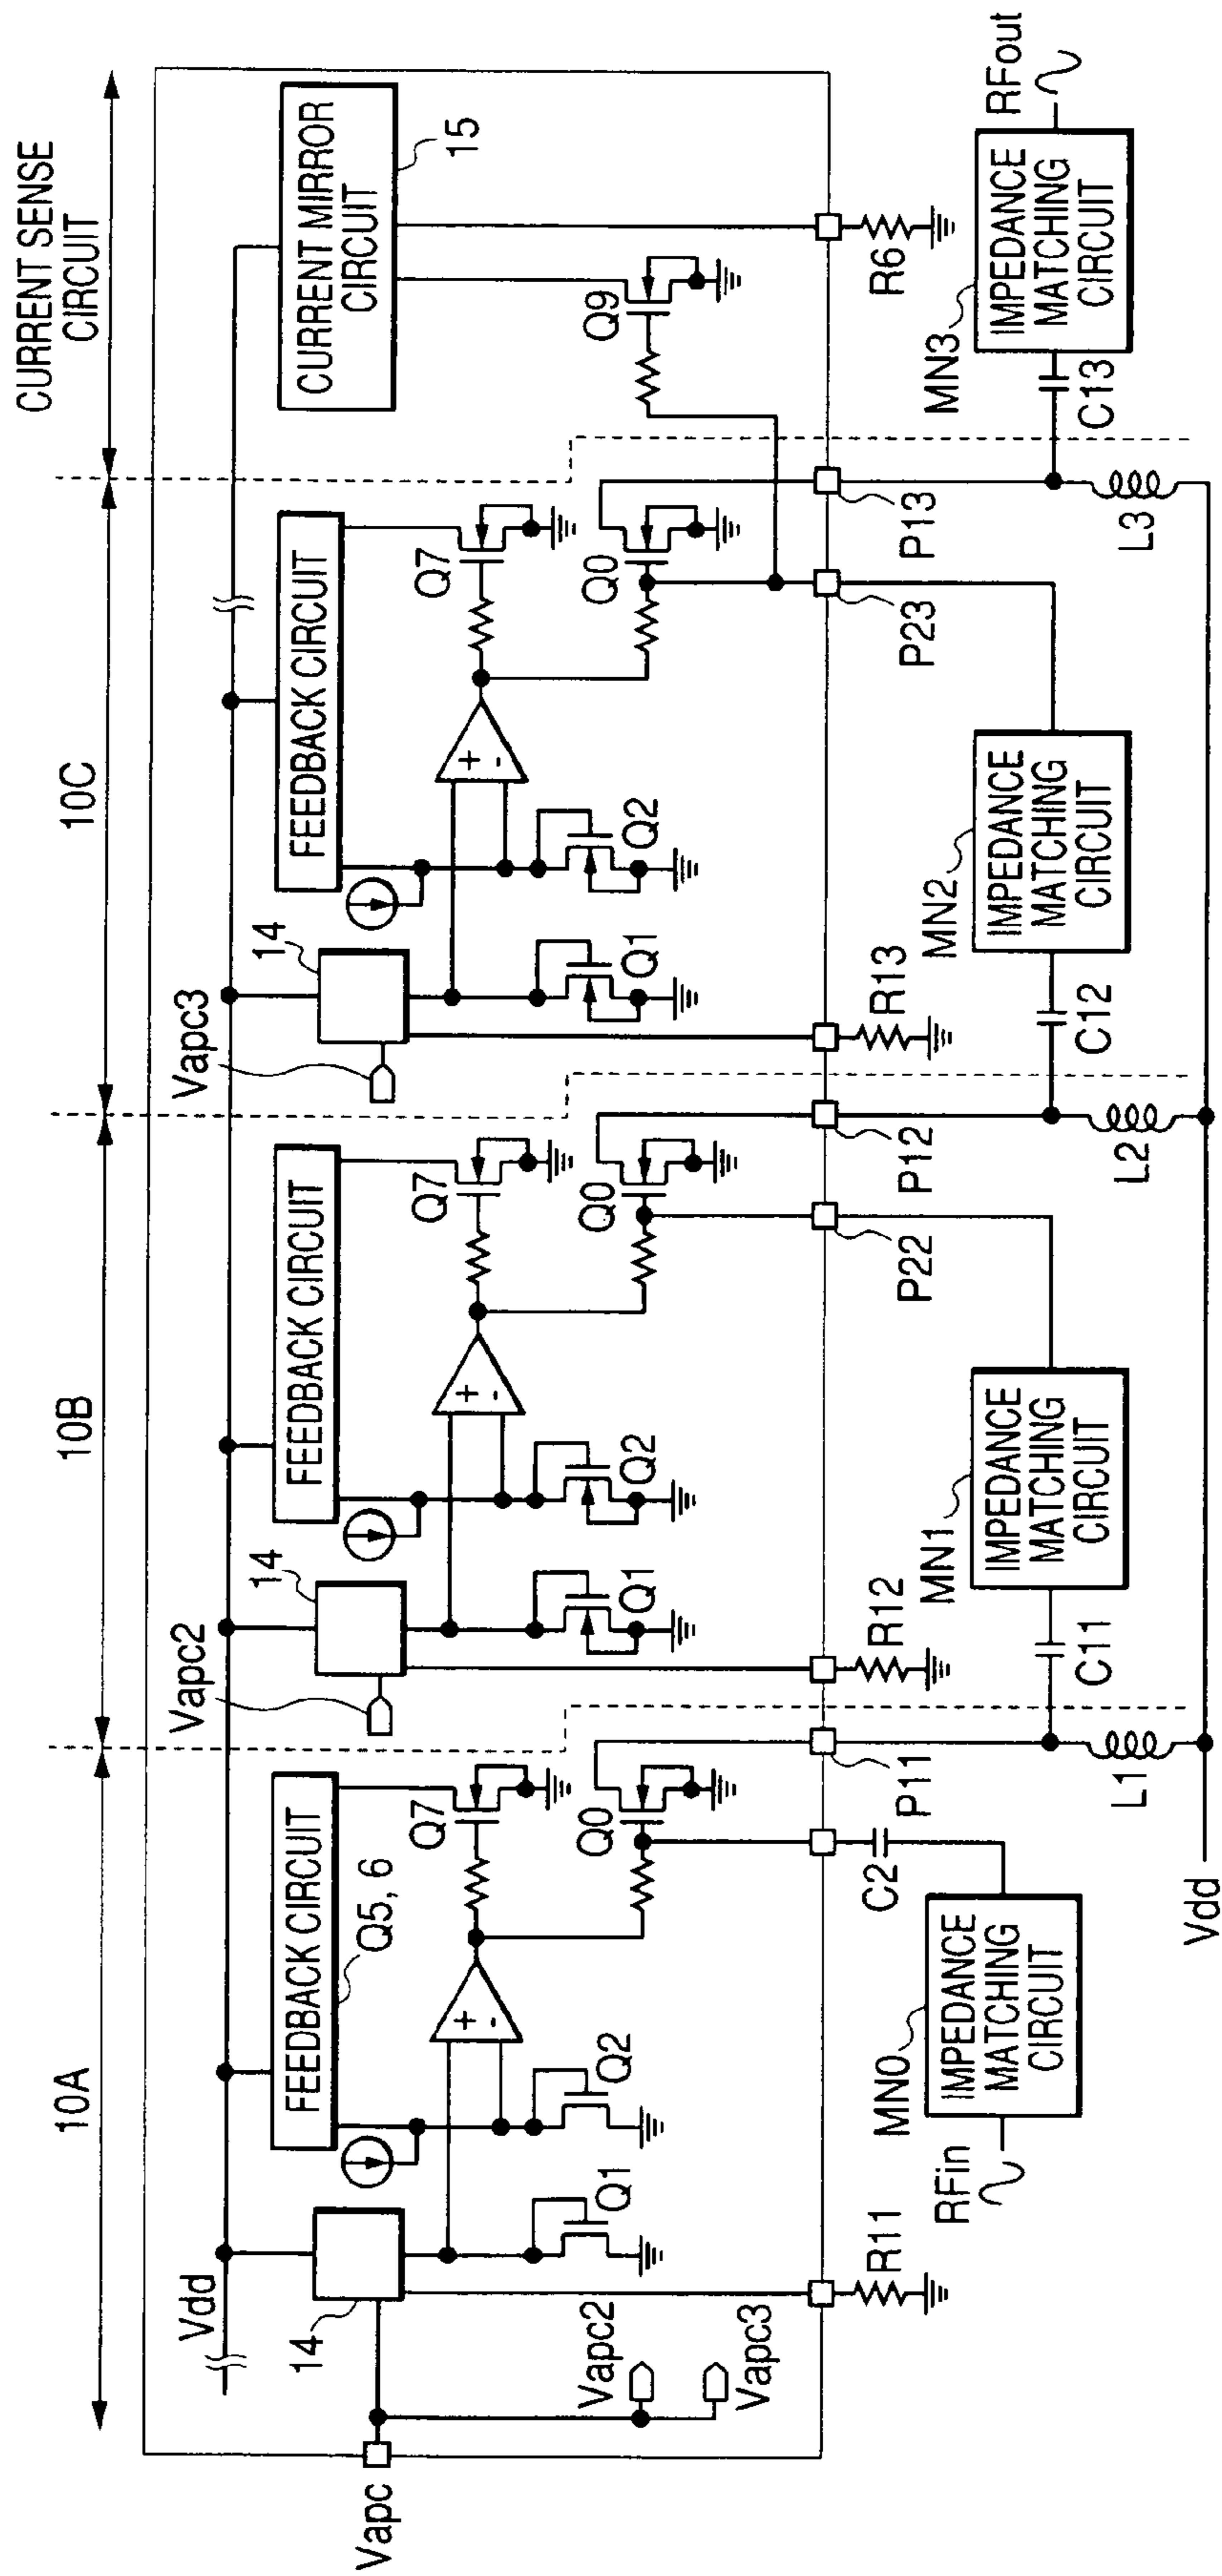 CURRENT SENSE
CIRCUIT
10A
10B
10C
Vdd
14
FEEDBACK CIRCUIT
Q5, 6
Q7
Q1
Q2
+
-
Q0
Vapc
Vapc2
Vapc3
Vapc2
14
FEEDBACK CIRCUIT
Q7
Q1
Q2
+
-
Q0
Vapc3
14
FEEDBACK CIRCUIT
Q7
Q1
Q2
+
-
Q0
CURRENT MIRROR
CIRCUIT
15
Q9
R11
C2
P11
R12
P22
P12
R13
P23
P13
R6
RFin
MN0
IMPEDANCE
MATCHING
CIRCUIT
L1
C11
MN1
IMPEDANCE
MATCHING
CIRCUIT
L2
C12
MN2
IMPEDANCE
MATCHING
CIRCUIT
L3
C13
MN3
IMPEDANCE
MATCHING
CIRCUIT
RFout
Vdd